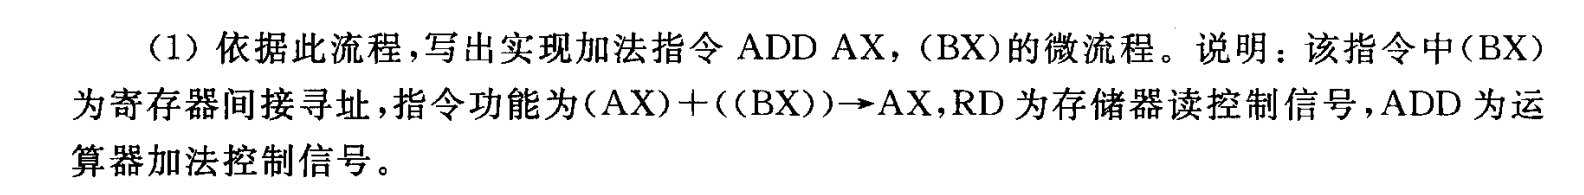 (1) 依据此流程,写出实现加法指令 ADD AX, (BX)的微流程。说明：该指令中(BX)
为寄存器间接寻址,指令功能为(AX)+((BX))→AX,RD 为存储器读控制信号,ADD 为运
算器加法控制信号。